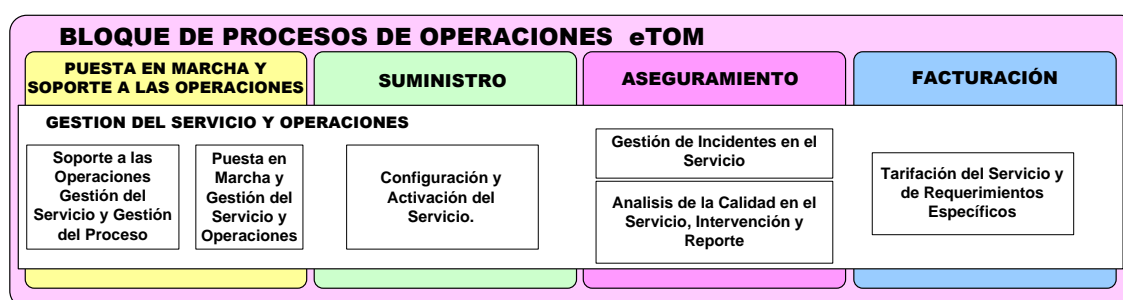 BLOQUE DE PROCESOS DE OPERACIONES eTOM
PUESTA EN MARCHA Y
SOPORTE A LAS OPERACIONES
SUMINISTRO
ASEGURAMIENTO
FACTURACIÓN
GESTION DEL SERVICIO Y OPERACIONES
Soporte a las
Operaciones
Gestión del
Servicio y Gestión
del Proceso
Puesta en
Marcha y
Gestión del
Servicio y
Operaciones
Configuración y
Activación del
Servicio.
Gestión de Incidentes en el
Servicio
Analisis de la Calidad en el
Servicio, Intervención y
Reporte
Tarifación del Servicio y
de Requerimientos
Específicos